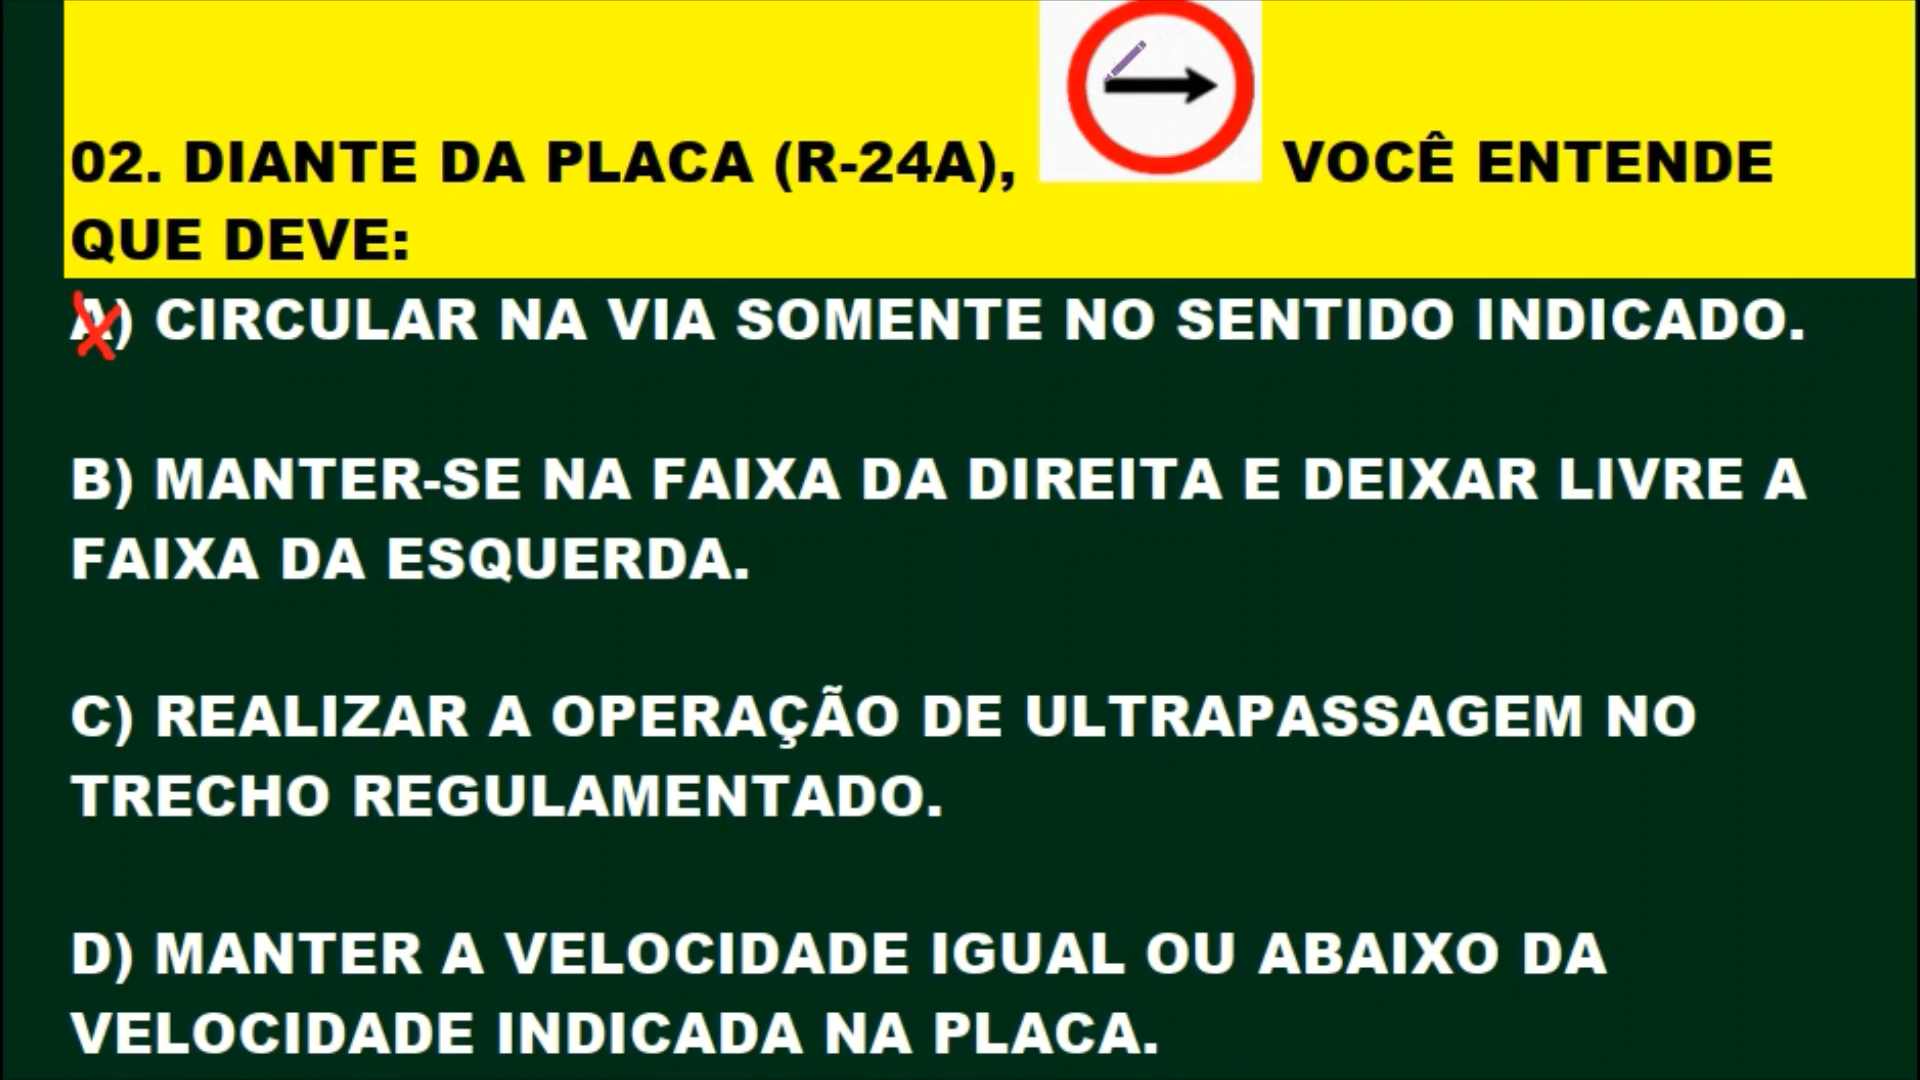 02. DIANTE DA PLACA (R-24A), VOCÊ ENTENDE
QUE DEVE:
A) CIRCULAR NA VIA SOMENTE NO SENTIDO INDICADO.
B) MANTER-SE NA FAIXA DA DIREITA E DEIXAR LIVRE A
FAIXA DA ESQUERDA.
C) REALIZAR A OPERAÇÃO DE ULTRAPASSAGEM NO
TRECHO REGULAMENTADO.
D) MANTER A VELOCIDADE IGUAL OU ABAIXO DA
VELOCIDADE INDICADA NA PLACA.